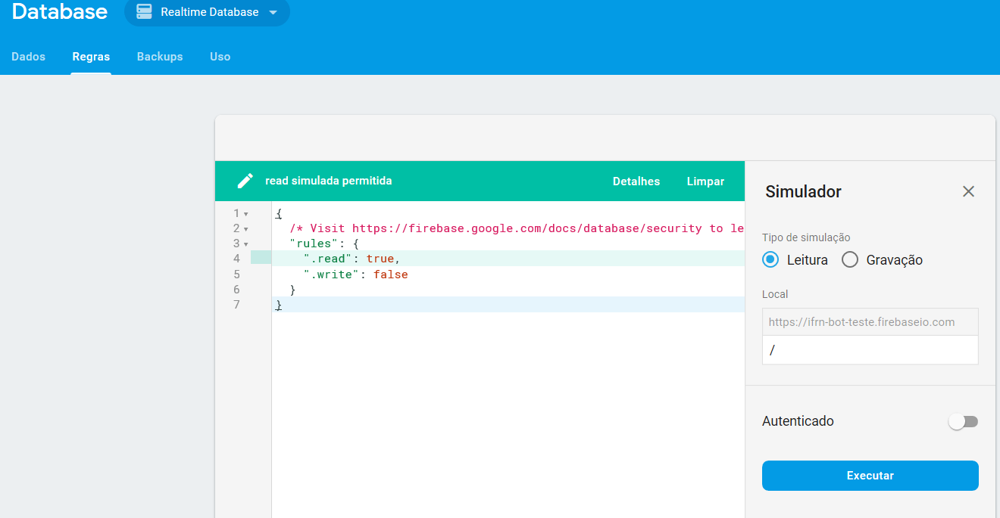 Database
Realtime Database
Dados Regras Backups Uso
read simulada permitida Detalhes Limpar
1 {
2 /* Visit https://firebase.google.com/docs/database/security to le
3 "rules": {
4 ".read": true,
5 ".write": false
6 }
7 }
Simulador
Tipo de simulação
Leitura Gravação
Local
https://ifrn-bot-teste.firebaseio.com
/
Autenticado
Executar